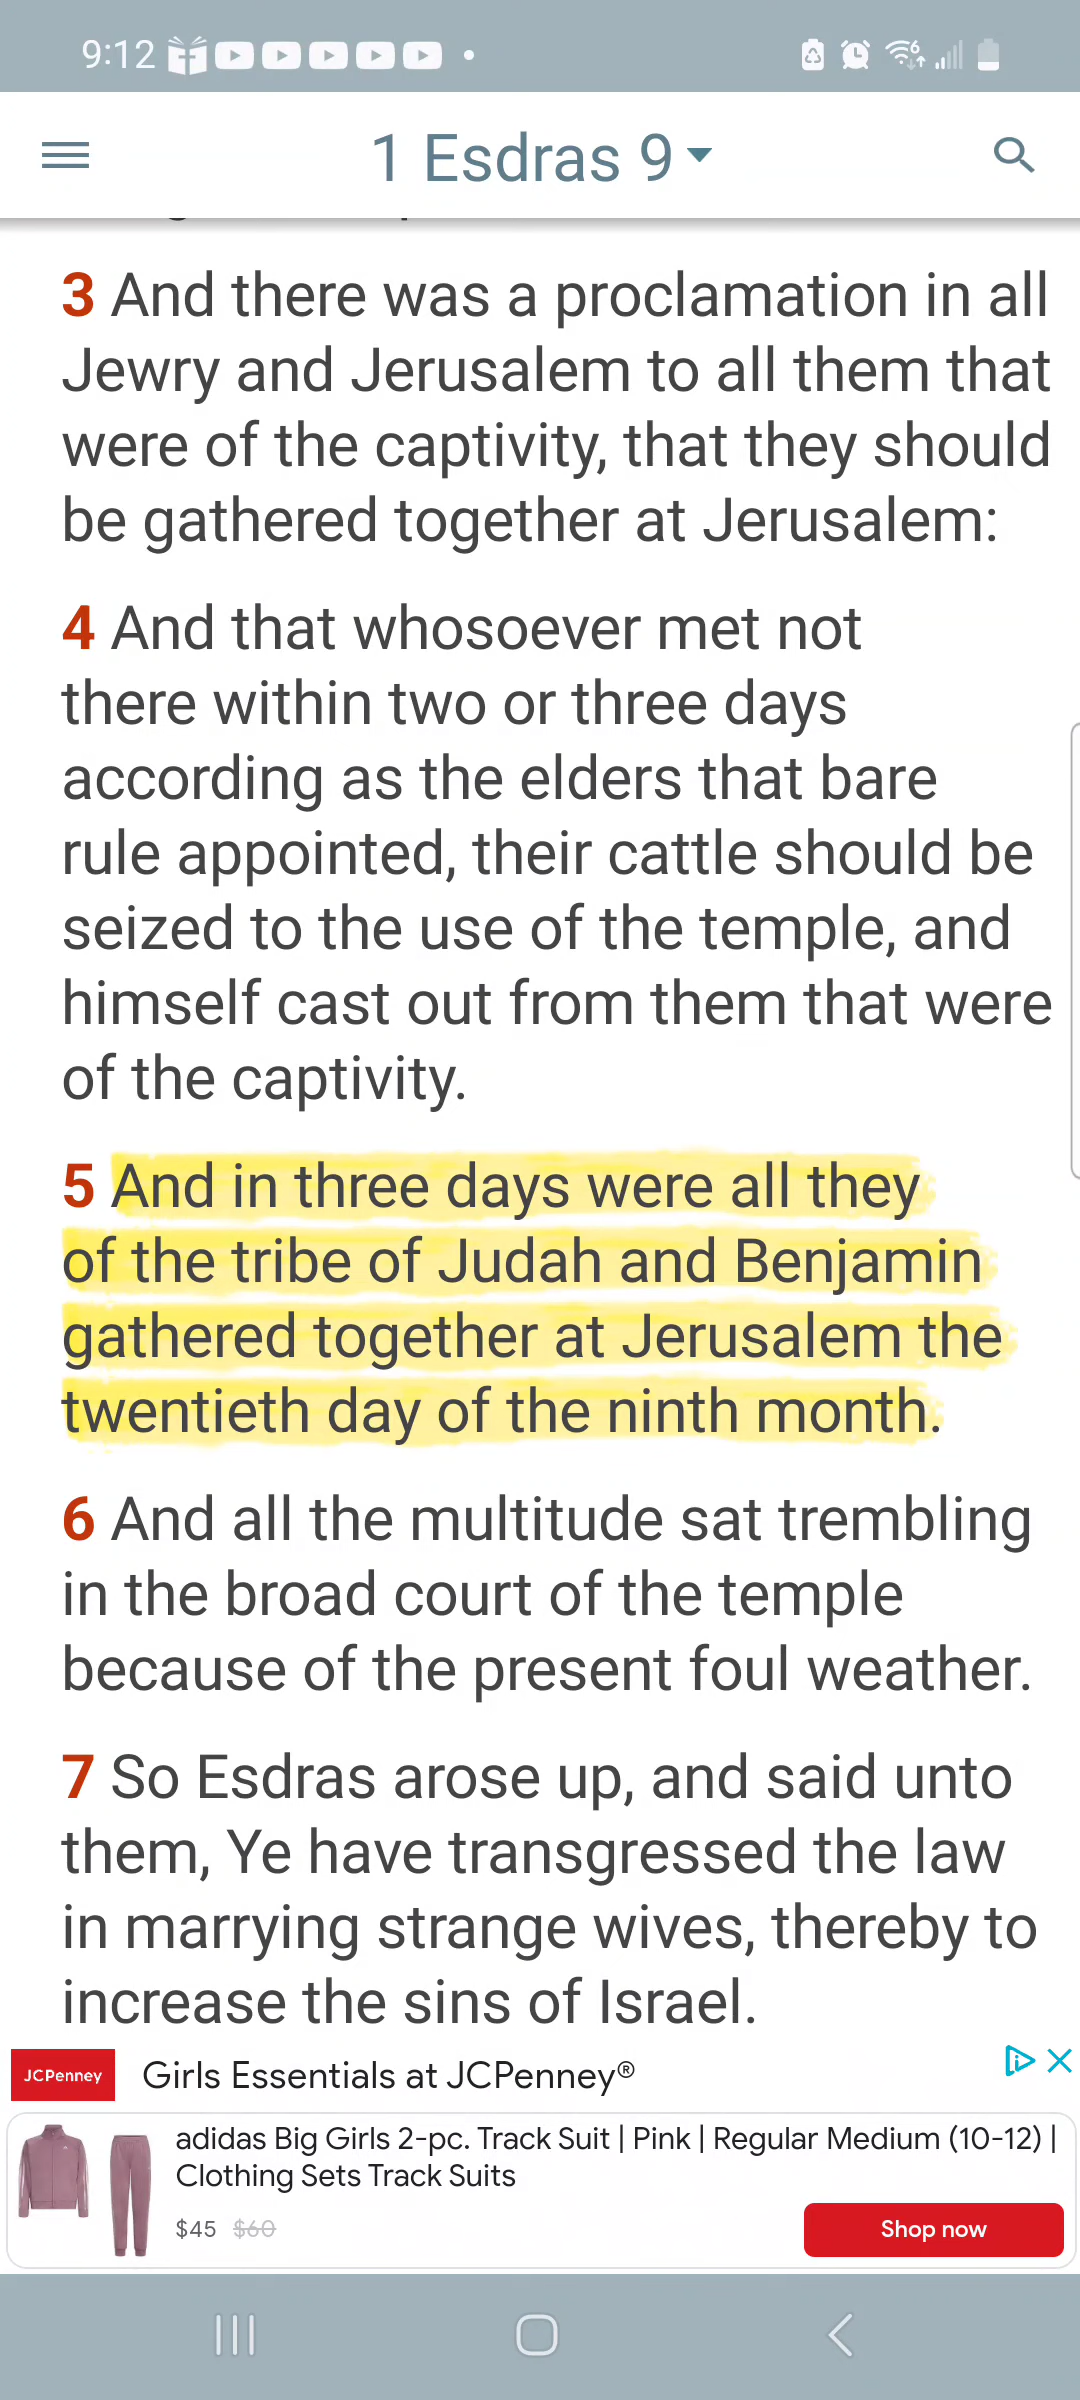 9:12
1 Esdras 9
3 And there was a proclamation in all
Jewry and Jerusalem to all them that
were of the captivity, that they should
be gathered together at Jerusalem:
4 And that whosoever met not
there within two or three days
according as the elders that bare
rule appointed, their cattle should be
seized to the use of the temple, and
himself cast out from them that were
of the captivity.
5 And in three days were all they
of the tribe of Judah and Benjamin
gathered together at Jerusalem the
twentieth day of the ninth month.
6 And all the multitude sat trembling
in the broad court of the temple
because of the present foul weather.
7 So Esdras arose up, and said unto
them, Ye have transgressed the law
in marrying strange wives, thereby to
increase the sins of Israel.
JCPenney
Girls Essentials at JCPenney®
adidas Big Girls 2-pc. Track Suit | Pink | Regular Medium (10-12) |
Clothing Sets Track Suits
$45 $60
Shop now